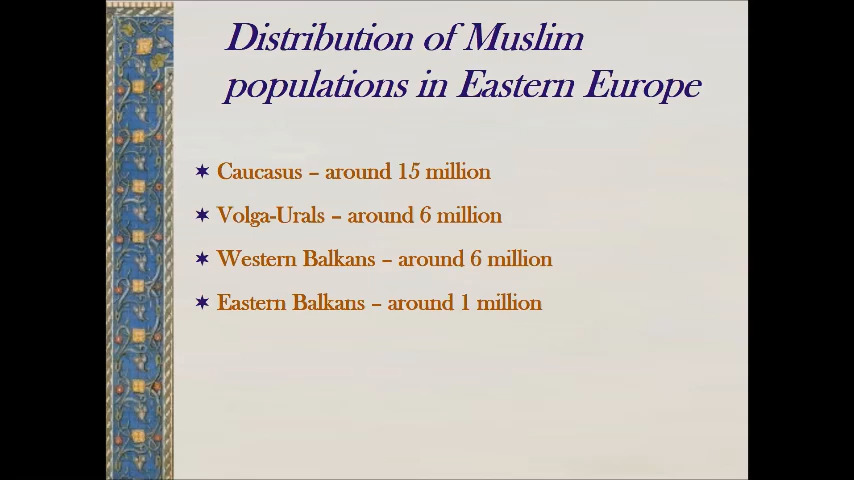 Distribution of Muslim
populations in Eastern Europe
Caucasus – around 15 million
Volga-Urals – around 6 million
Western Balkans – around 6 million
Eastern Balkans – around 1 million